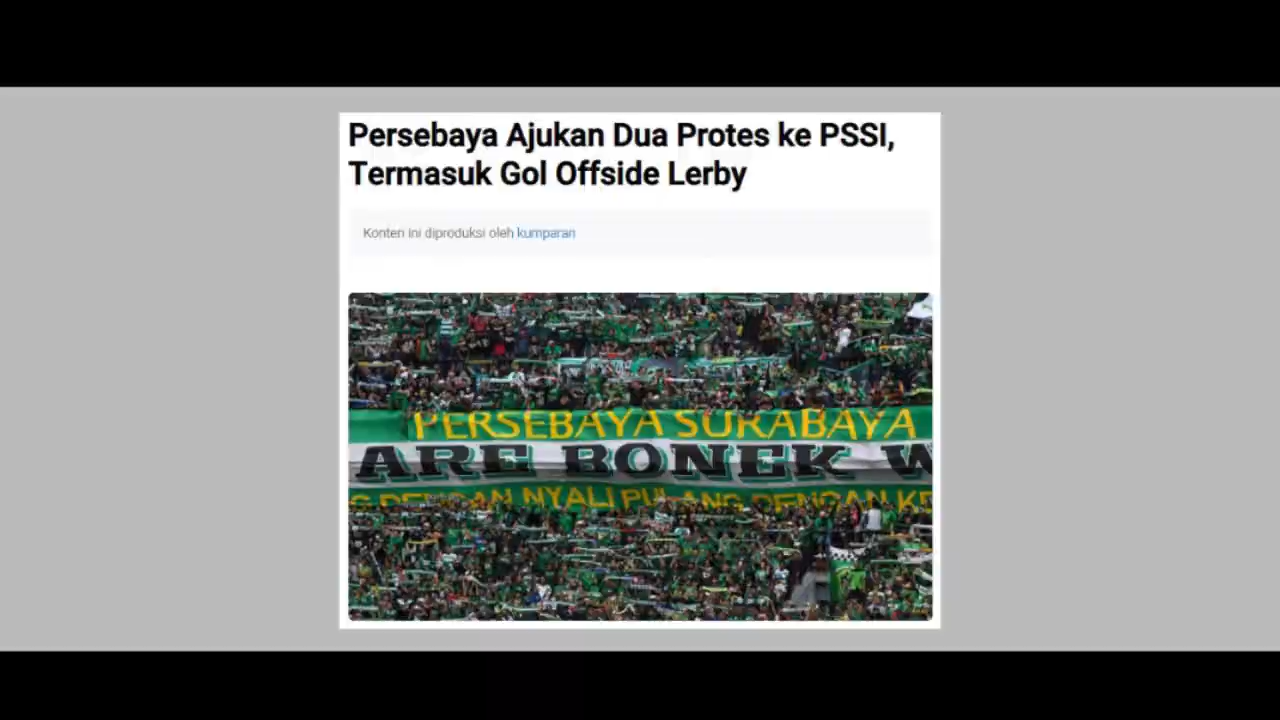 Persebaya Ajukan Dua Protes ke PSSI,
Termasuk Gol Offside Lerby
Konten ini diproduksi oleh kumparan
PERSEBAYA SURABAYA
ARE BONEK
DENGAN NYALI PULANG DENGAN